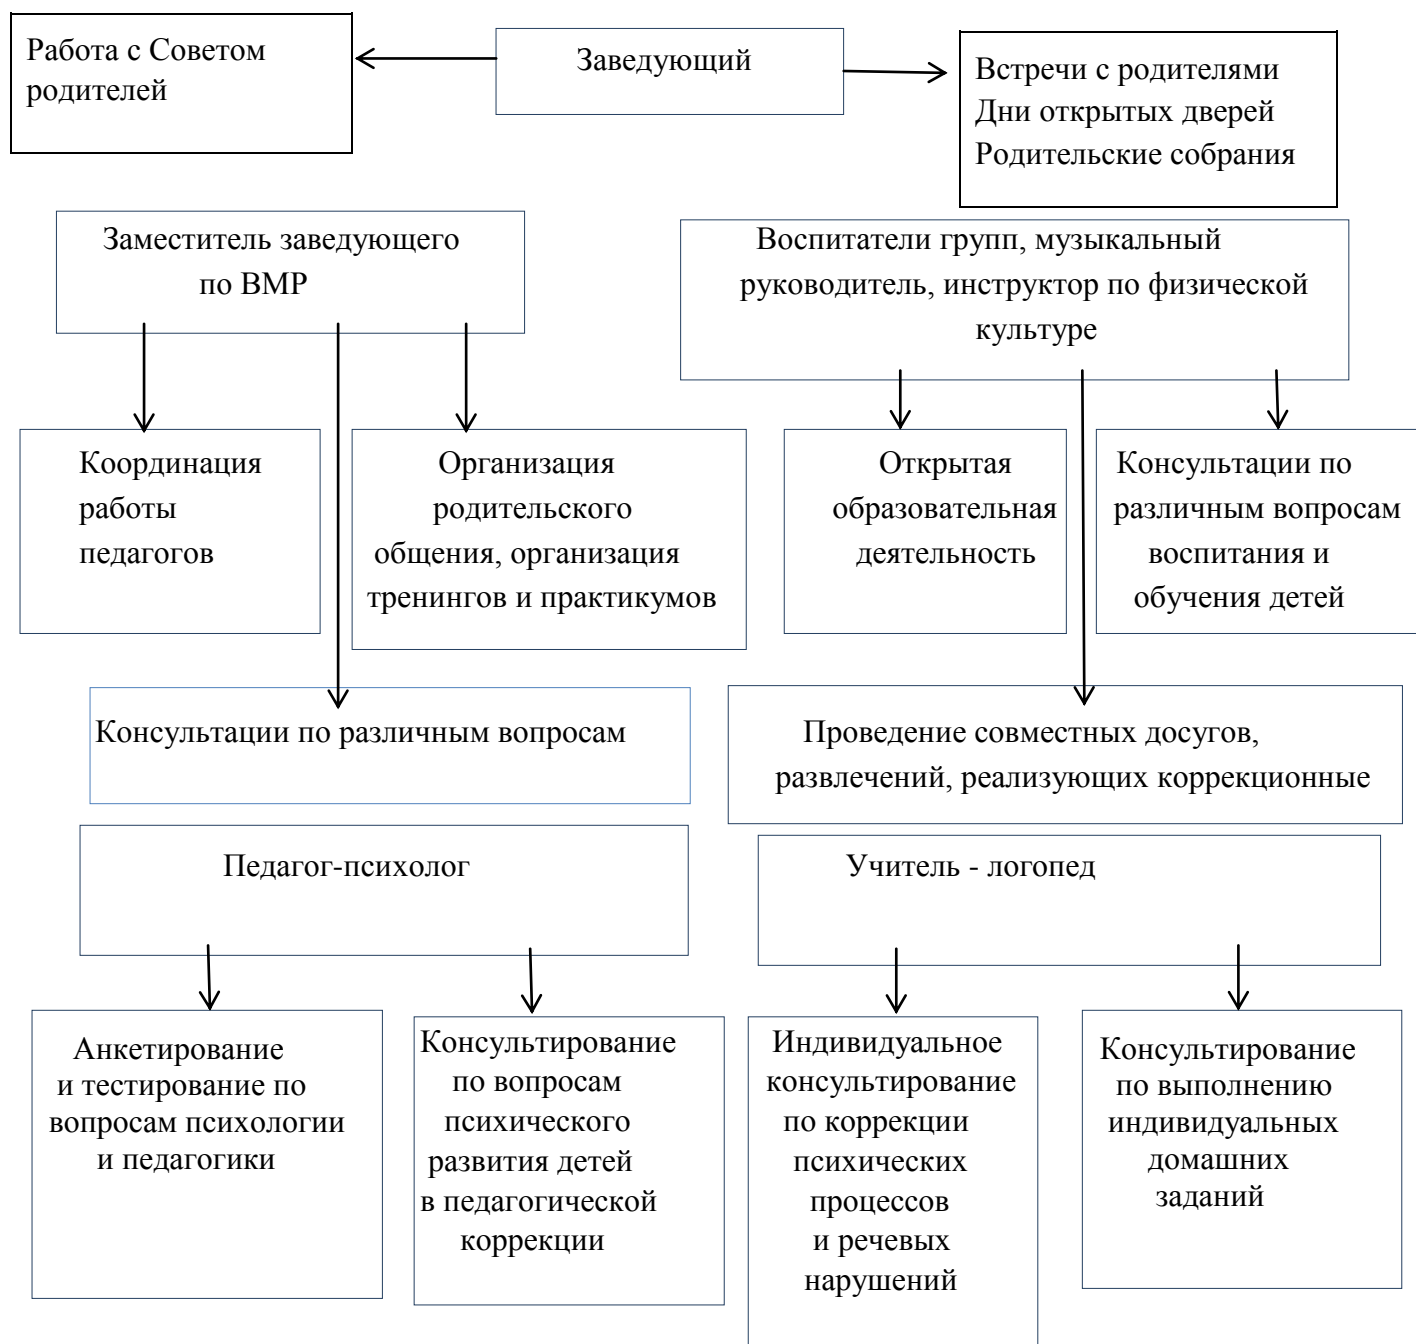 Работа с Советом
родителей
Заведующий
Встречи с родителями
Дни открытых дверей
Родительские собрания
Заместитель заведующего
по ВМР
Воспитатели групп, музыкальный
руководитель, инструктор по физической
культуре
Координация
работы
педагогов
Организация
родительского
общения, организация
тренингов и практикумов
Открытая
образовательная
деятельность
Консультации по
различным вопросам
воспитания и
обучения детей
Консультации по различным вопросам
Проведение совместных досугов,
развлечений, реализующих коррекционные
Педагог-психолог
Учитель - логопед
Анкетирование
и тестирование по
вопросам психологии
и педагогики
Консультирование
по вопросам
психического
развития детей
в педагогической
коррекции
Индивидуальное
консультирование
по коррекции
психических
процессов
и речевых
нарушений
Консультирование
по выполнению
индивидуальных
домашних
заданий